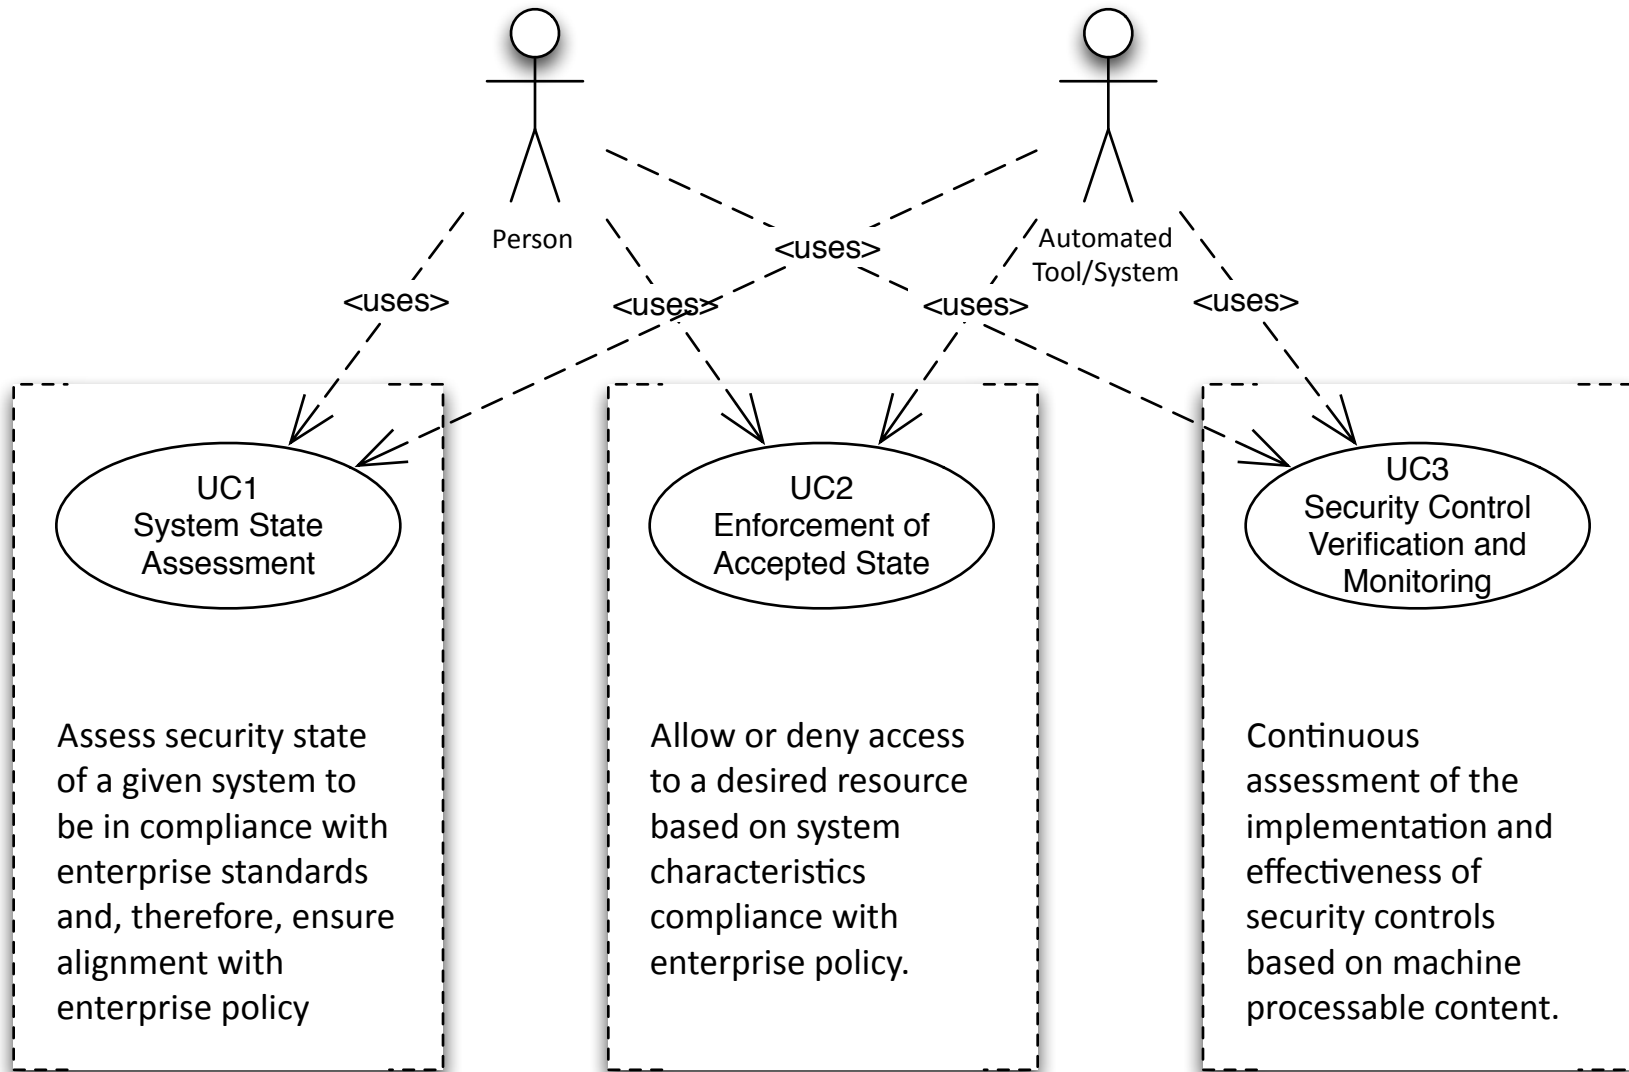 Person
Automated
Tool/System
<uses>
<uses>
<uses>
<uses>
<uses>
UC1
System State
Assessment
UC2
Enforcement of
Accepted State
UC3
Security Control
Verification and
Monitoring
Assess security state
of a given system to
be in compliance with
enterprise standards
and, therefore, ensure
alignment with
enterprise policy
Allow or deny access
to a desired resource
based on system
characteristics
compliance with
enterprise policy.
Continuous
assessment of the
implementation and
effectiveness of
security controls
based on machine
processable content.